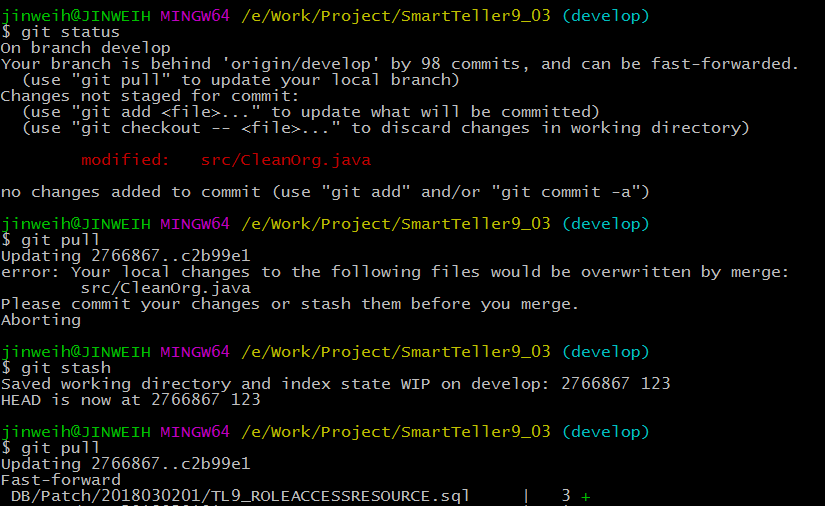 jinweih@JINWEIH MINGW64 /e/Work/Project/SmartTeller9_03 (develop)
$ git status
On branch develop
Your branch is behind 'origin/develop' by 98 commits, and can be fast-forwarded.
  (use "git pull" to update your local branch)
Changes not staged for commit:
  (use "git add <file>..." to update what will be committed)
  (use "git checkout -- <file>..." to discard changes in working directory)
        modified:   src/CleanOrg.java
no changes added to commit (use "git add" and/or "git commit -a")
jinweih@JINWEIH MINGW64 /e/Work/Project/SmartTeller9_03 (develop)
$ git pull
Updating 2766867..c2b99e1
error: Your local changes to the following files would be overwritten by merge:
        src/CleanOrg.java
Please commit your changes or stash them before you merge.
Aborting
jinweih@JINWEIH MINGW64 /e/Work/Project/SmartTeller9_03 (develop)
$ git stash
Saved working directory and index state WIP on develop: 2766867 123
HEAD is now at 2766867 123
jinweih@JINWEIH MINGW64 /e/Work/Project/SmartTeller9_03 (develop)
$ git pull
Updating 2766867..c2b99e1
Fast-forward
 DB/Patch/2018030201/TL9_ROLEACCESSRESOURCE.sql     |   3 +